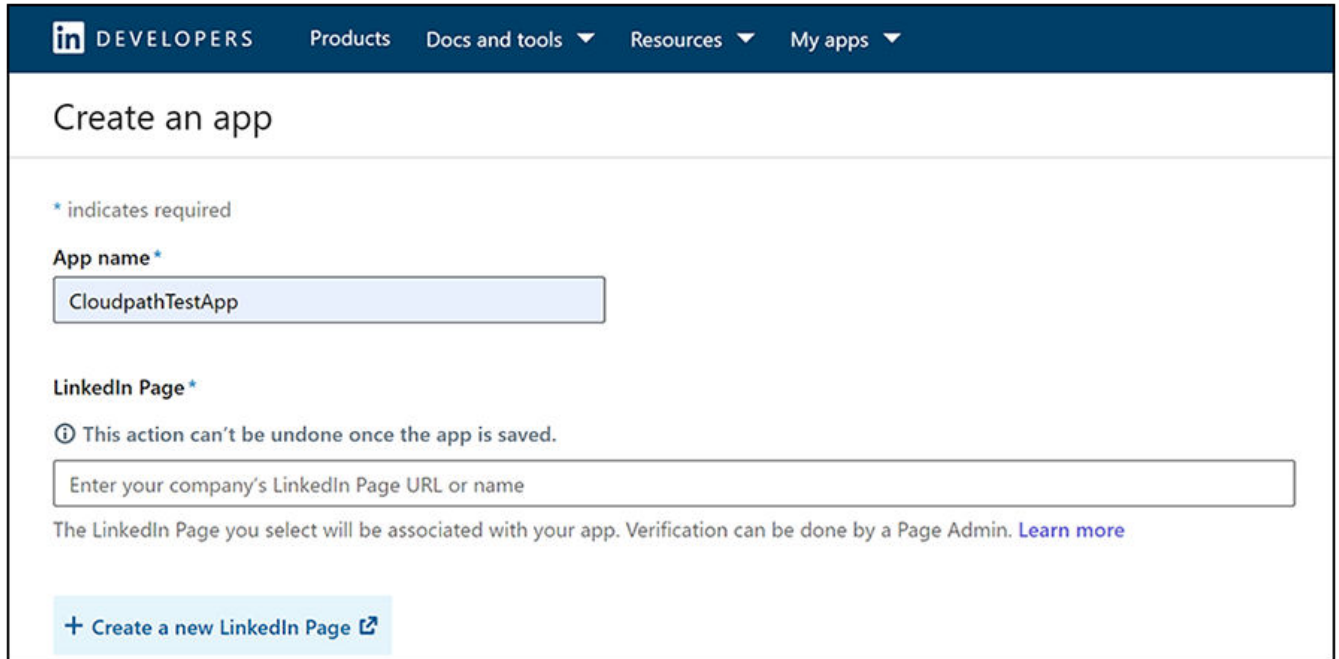 in DEVELOPERS Products Docs and tools Resources My apps
Create an app
* indicates required
App name*
CloudpathTestApp
LinkedIn Page*
This action can't be undone once the app is saved.
Enter your company's LinkedIn Page URL or name
The LinkedIn Page you select will be associated with your app. Verification can be done by a Page Admin. Learn more
+ Create a new LinkedIn Page